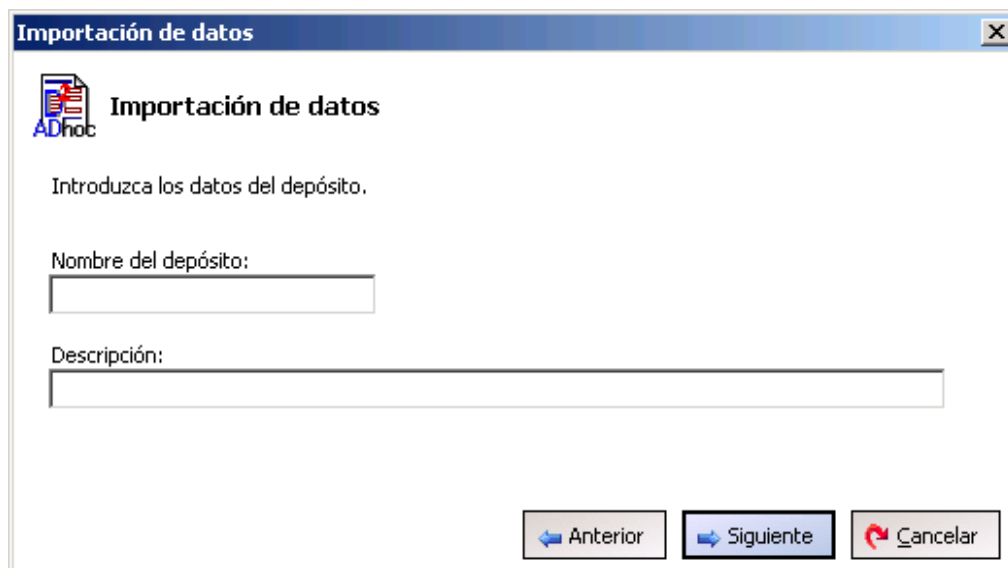 Importación de datos
ADhoc
Importación de datos
Introduzca los datos del depósito.
Nombre del depósito:
Descripción:
Anterior
Siguiente
Cancelar